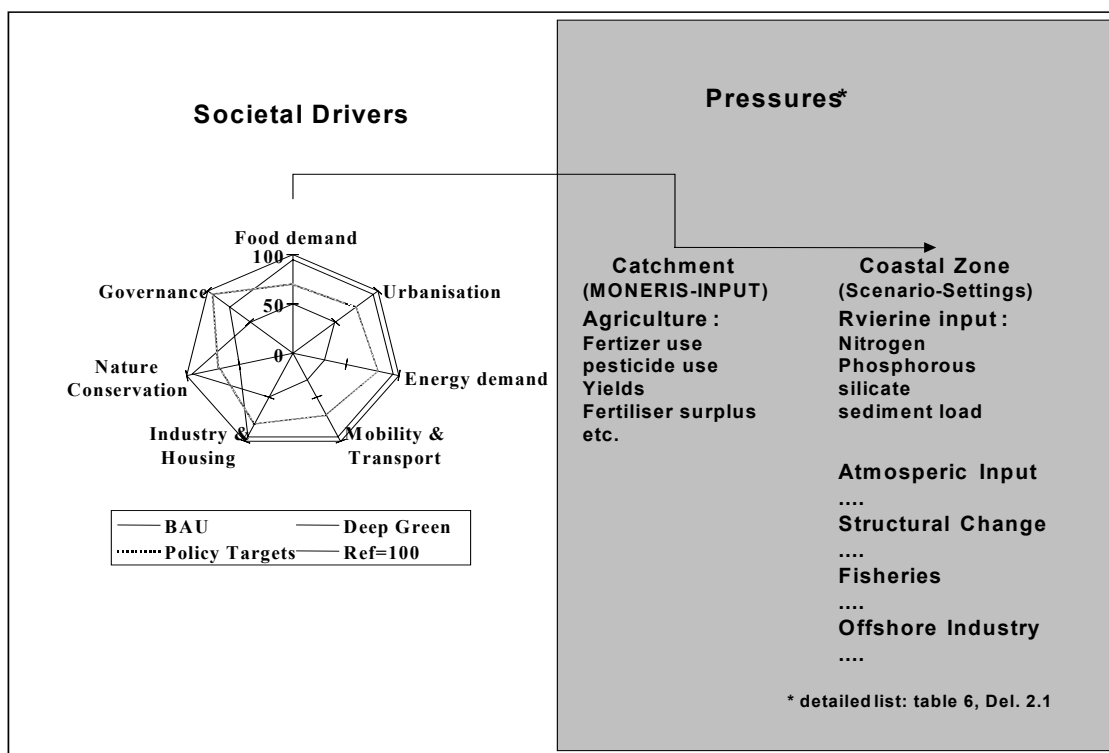 Societal Drivers
Food demand
100
Governance
Urbanisation
50
0
Nature
Conservation
Energy demand
Industry &
Housing
Mobility &
Transport
BAU
Deep Green
Policy Targets
Ref=100
Pressures*
Catchment
(MONERIS-INPUT)
Agriculture :
Fertizer use
pesticide use
Yields
Fertiliser surplus
etc.
Coastal Zone
(Scenario-Settings)
Rvierine input :
Nitrogen
Phosphorous
silicate
sediment load
Atmosperic Input
....
Structural Change
....
Fisheries
....
Offshore Industry
....
* detailed list: table 6, Del. 2.1